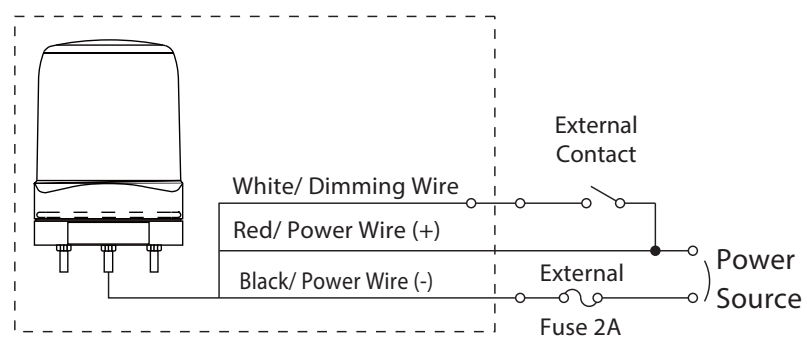 External
Contact
White/ Dimming Wire
Red/ Power Wire (+)
Black/ Power Wire (-)
External
Fuse 2A
Power
Source